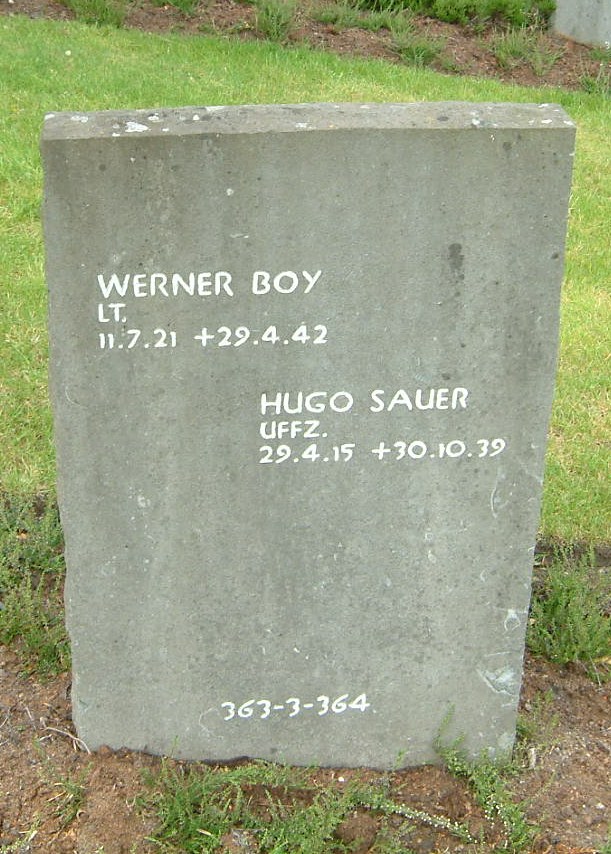 WERNER BOY
LT.
11.7.21 +29.4.42
HUGO SAUER
UFFZ.
29.4.15 +30.10.39
363-3-364